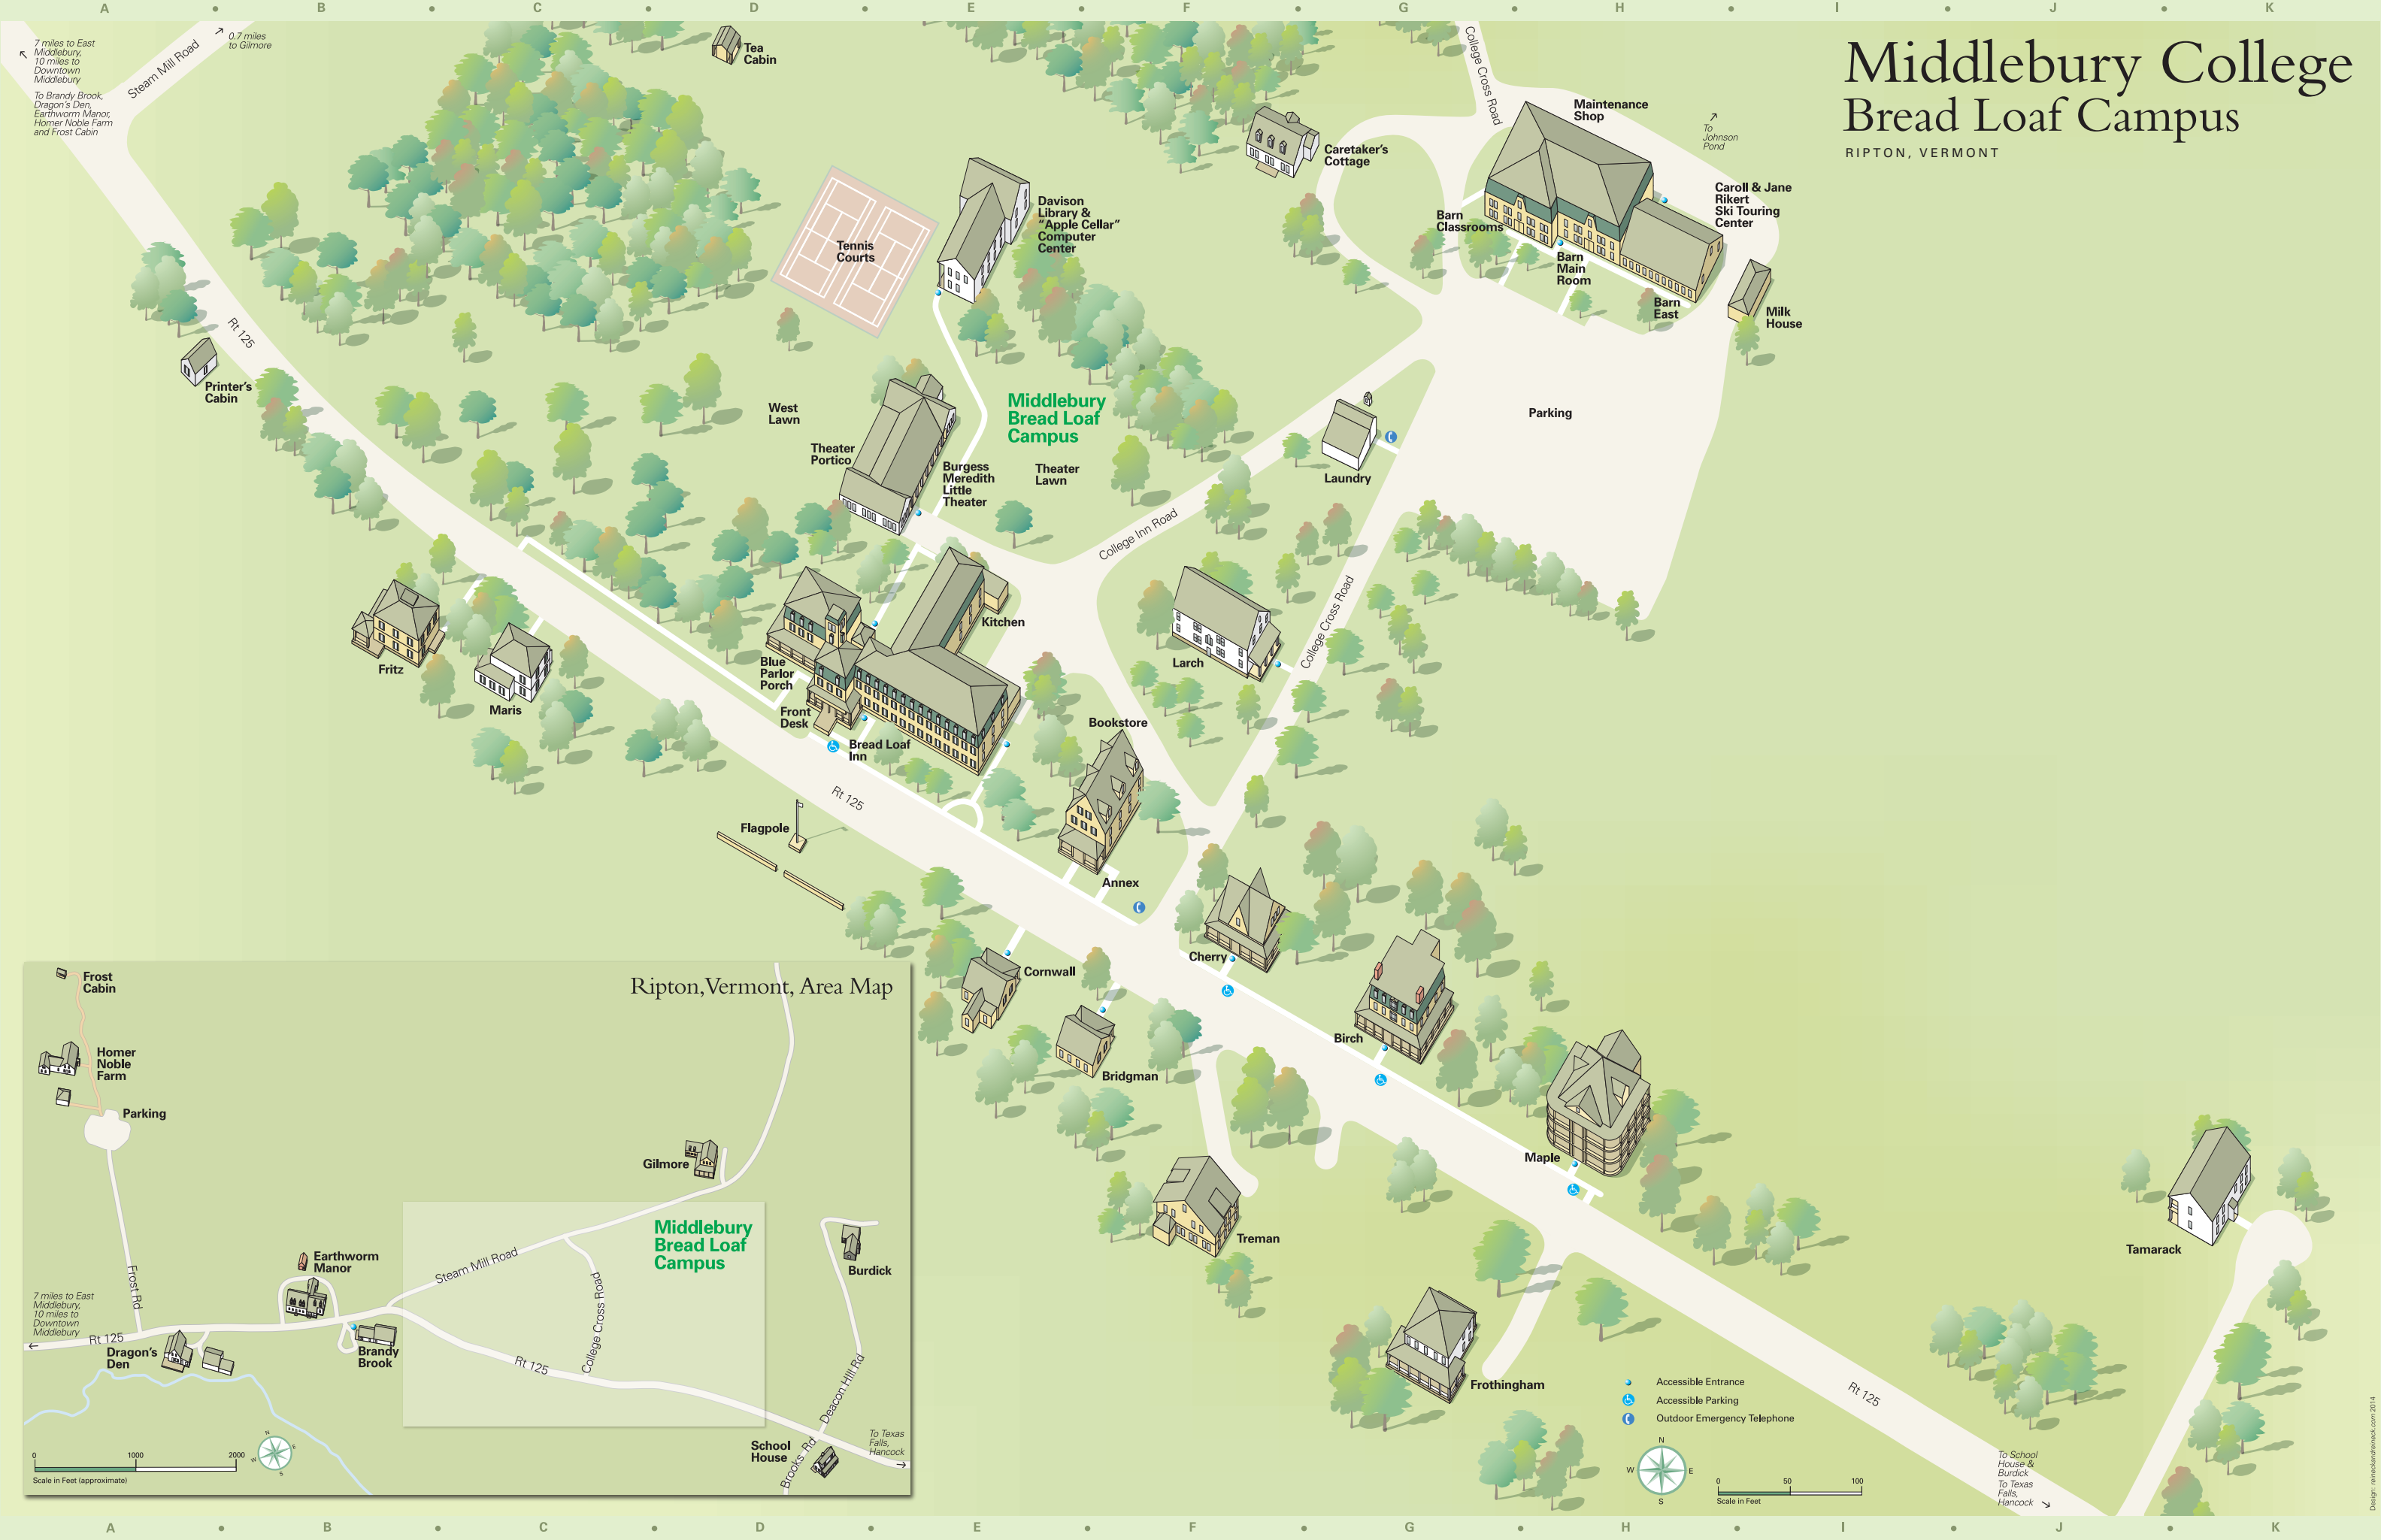 A B C D E F G H I J K
Middlebury College
Bread Loaf Campus
RIPTON, VERMONT
7 miles to East
Middlebury,
10 miles to
Downtown
Middlebury
To Brandy Brook,
Dragon's Den,
Earthworm Manor,
Homer Noble Farm
and Frost Cabin
Steam Mill Road
0.7 miles
to Gilmore
Tea
Cabin
College Cross Road
Maintenance
Shop
To
Johnson
Pond
Caretaker's
Cottage
Caroll & Jane
Rikert
Ski Touring
Center
Barn
Classrooms
Barn
Main
Room
Barn
East
Milk
House
Davison
Library &
"Apple Cellar"
Computer
Center
Tennis
Courts
Rt 125
Printer's
Cabin
West
Lawn
Theater
Portico
Middlebury
Bread Loaf
Campus
Burgess
Meredith
Little
Theater
Theater
Lawn
Parking
Laundry
College Inn Road
College Cross Road
Kitchen
Larch
Fritz
Maris
Blue
Parlor
Porch
Front
Desk
Bread Loaf
Inn
Bookstore
Rt 125
Flagpole
Annex
Cornwall
Cherry
Bridgman
Birch
Maple
Treman
Tamarack
Frothingham
Rt 125
Accessible Entrance
Accessible Parking
Outdoor Emergency Telephone
N
W
E
S
0 50 100
Scale in Feet
To School
House &
Burdick
To Texas
Falls,
Hancock
Design: reineckandreineck.com 2014
Ripton,Vermont, Area Map
Frost
Cabin
Homer
Noble
Farm
Parking
Gilmore
Middlebury
Bread Loaf
Campus
Burdick
Earthworm
Manor
Steam Mill Road
Frost Rd
College Cross Road
7 miles to East
Middlebury,
10 miles to
Downtown
Middlebury
Rt 125
Dragon's
Den
Brandy
Brook
Rt 125
Deacon Hill Rd
School
House
Brooks Rd
To Texas
Falls,
Hancock
0 1000 2000
Scale in Feet (approximate)
N
W
E
S
A B C D E F G H I J K